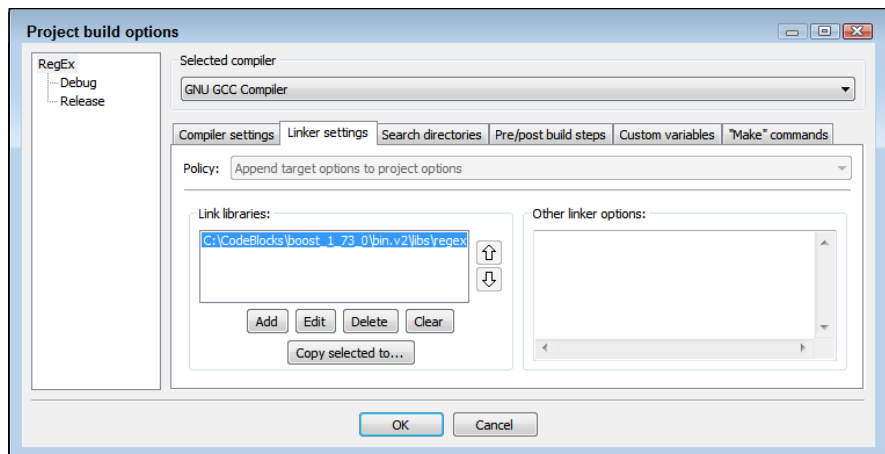 Project build options
RegEx
Debug
Release
Selected compiler
GNU GCC Compiler
Compiler settings Linker settings Search directories Pre/post build steps Custom variables "Make" commands
Policy: Append target options to project options
Link libraries:
C:\CodeBlocks\boost_1_73_0\bin.v2\libs\regex
Add Edit Delete Clear
Copy selected to...
Other linker options:
OK Cancel